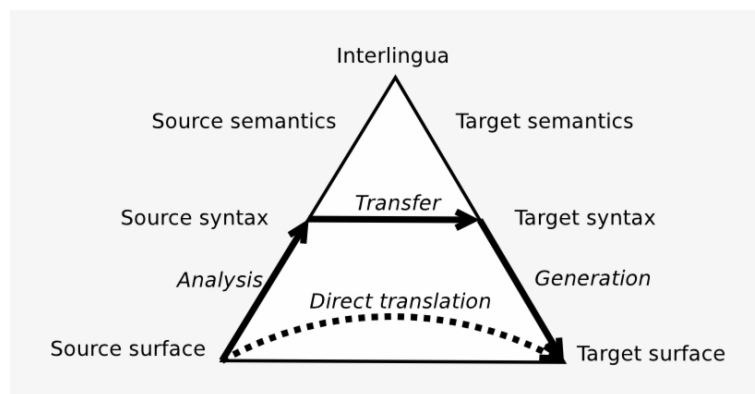 Interlingua
Source semantics
Target semantics
Transfer
Source syntax
Target syntax
Analysis
Generation
Direct translation
Source surface
Target surface